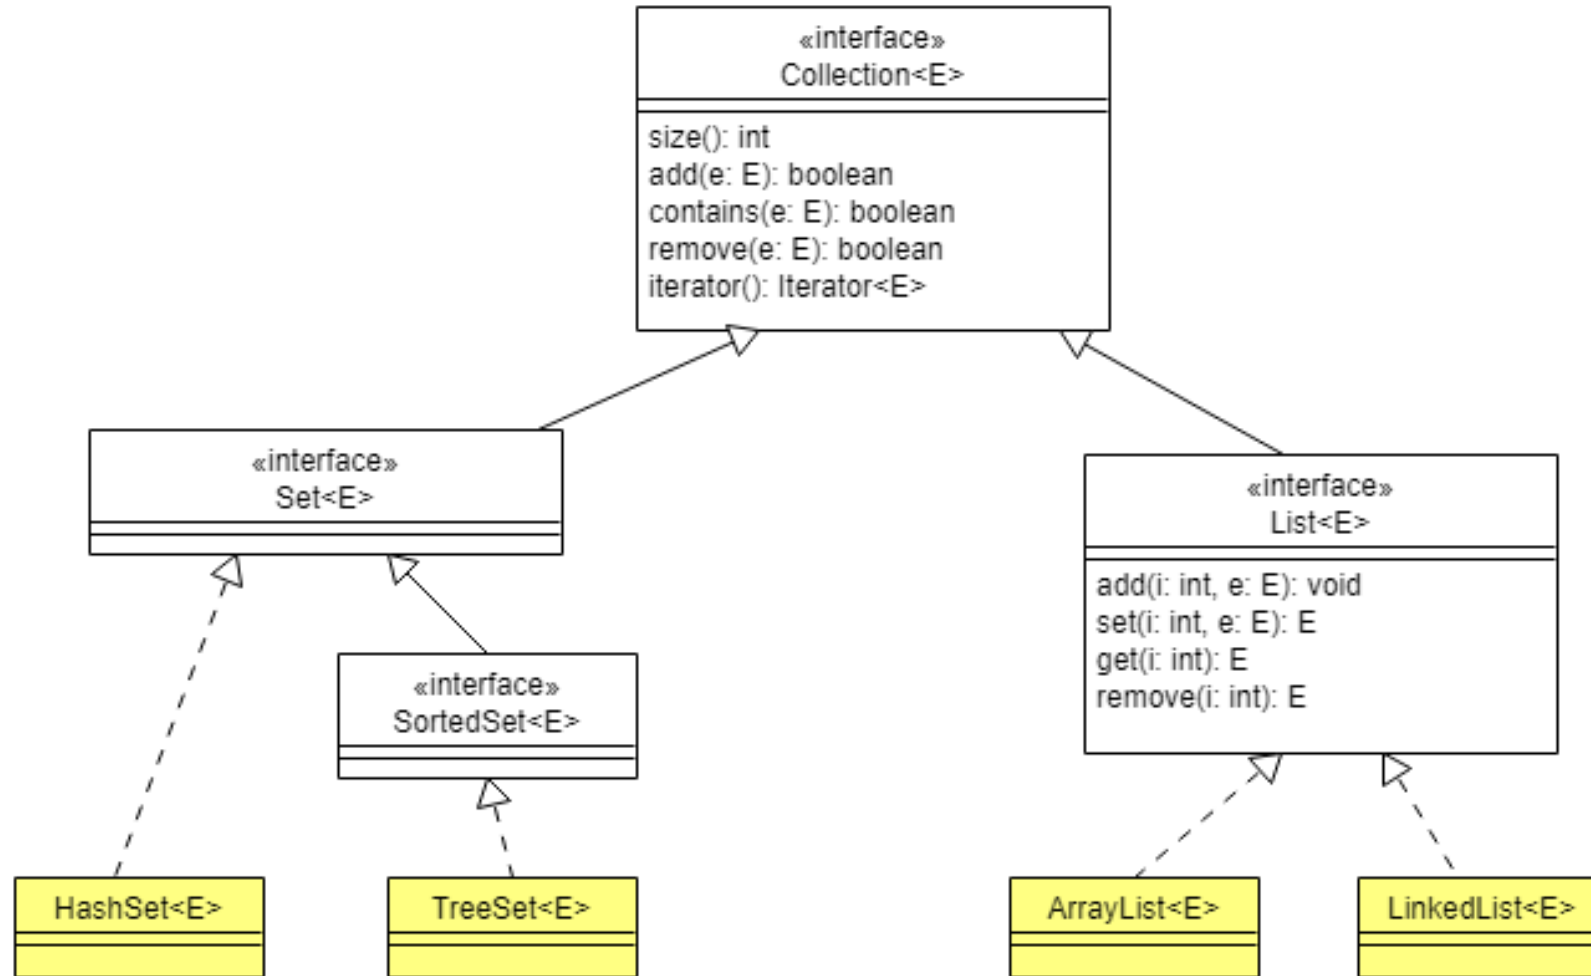 «interface»
Collection<E>
size(): int
add(e: E): boolean
contains(e: E): boolean
remove(e: E): boolean
iterator(): Iterator<E>
«interface»
Set<E>
«interface»
List<E>
add(i: int, e: E): void
set(i: int, e: E): E
get(i: int): E
remove(i: int): E
«interface»
SortedSet<E>
HashSet<E>
TreeSet<E>
ArrayList<E>
LinkedList<E>